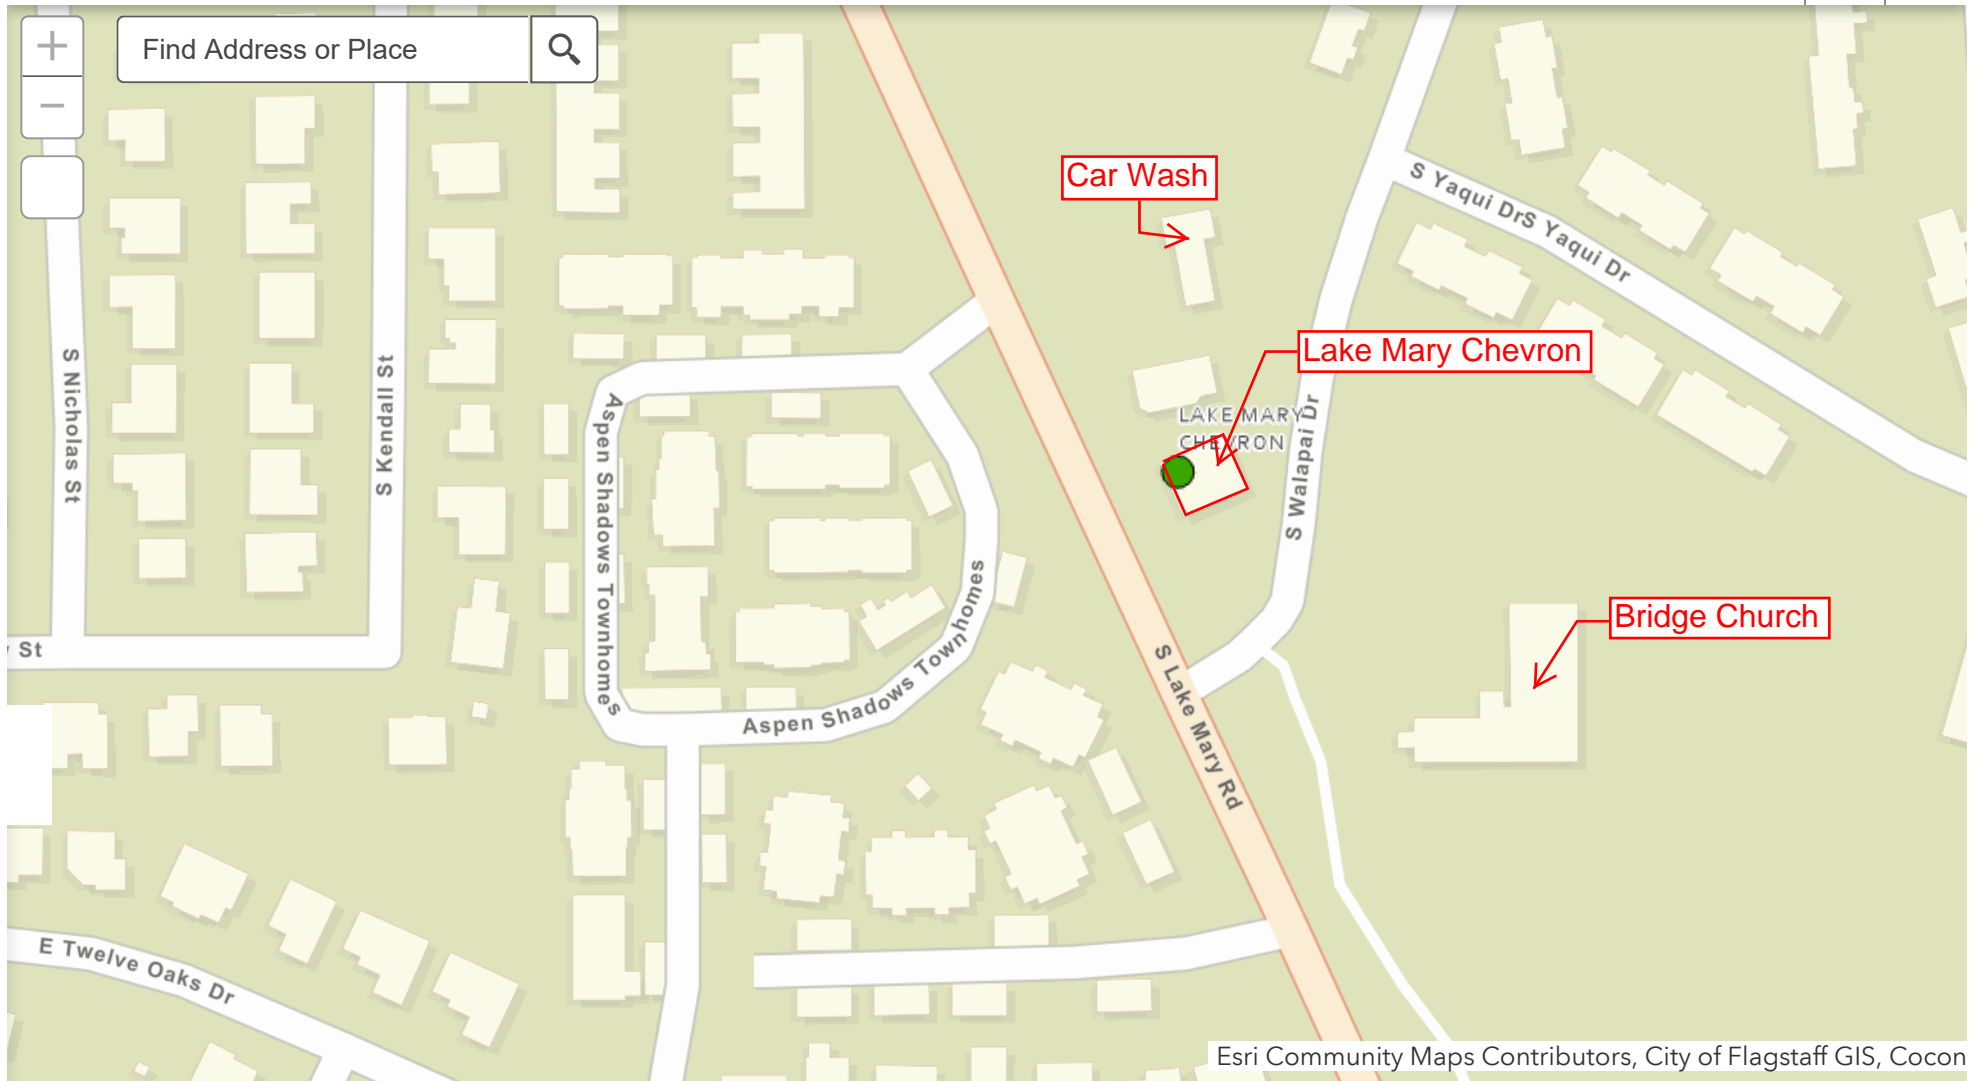 Find Address or Place
Car Wash
S Yaqui Dr
S Yaqui Dr
Lake Mary Chevron
LAKE MARY
CHEVRON
S Walapai Dr
S Nicholas St
S Kendall St
Aspen Shadows Townhomes
Aspen Shadows Townhomes
St
Bridge Church
S Lake Mary Rd
E Twelve Oaks Dr
Esri Community Maps Contributors, City of Flagstaff GIS, Cocon